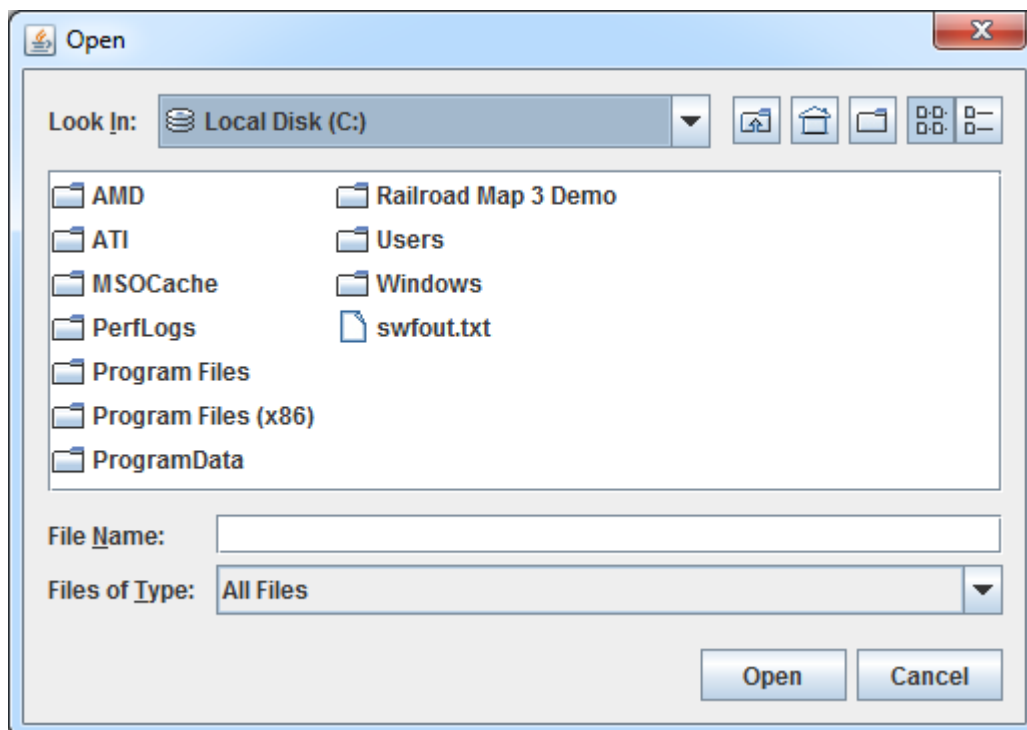 Open
Look In: Local Disk (C:)
AMD
ATI
MSOCache
PerfLogs
Program Files
Program Files (x86)
ProgramData
Railroad Map 3 Demo
Users
Windows
swfout.txt
File Name:
Files of Type: All Files
Open Cancel